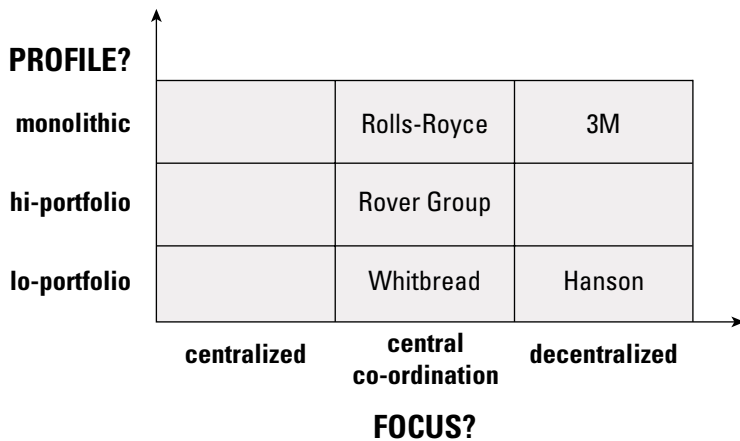 PROFILE?
monolithic
Rolls-Royce
3M
hi-portfolio
Rover Group
lo-portfolio
Whitbread
Hanson
centralized
central
co-ordination
decentralized
FOCUS?